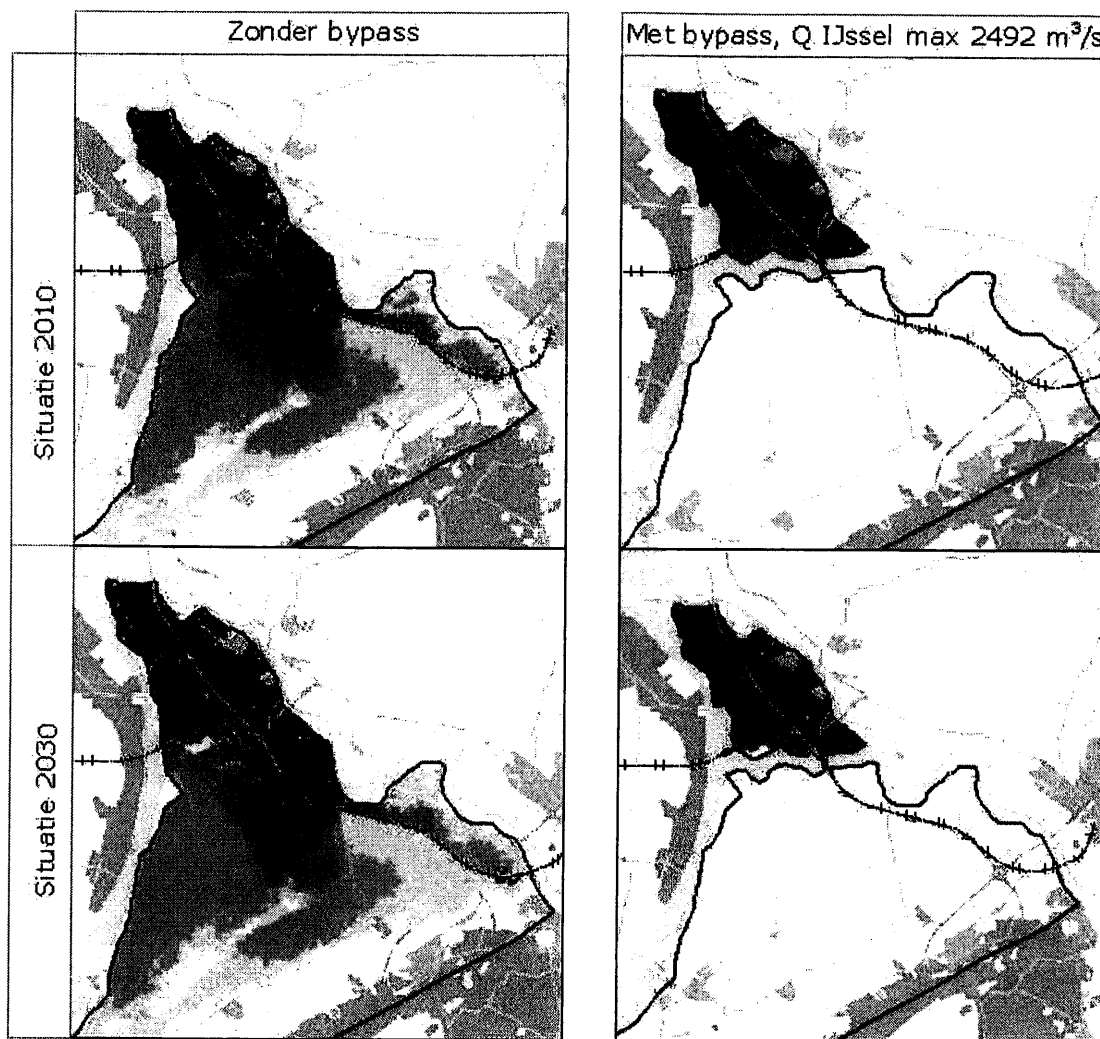 Zonder bypass
Met bypass, Q IJssel max 2492 m³/s
Situatie 2010
Situatie 2030